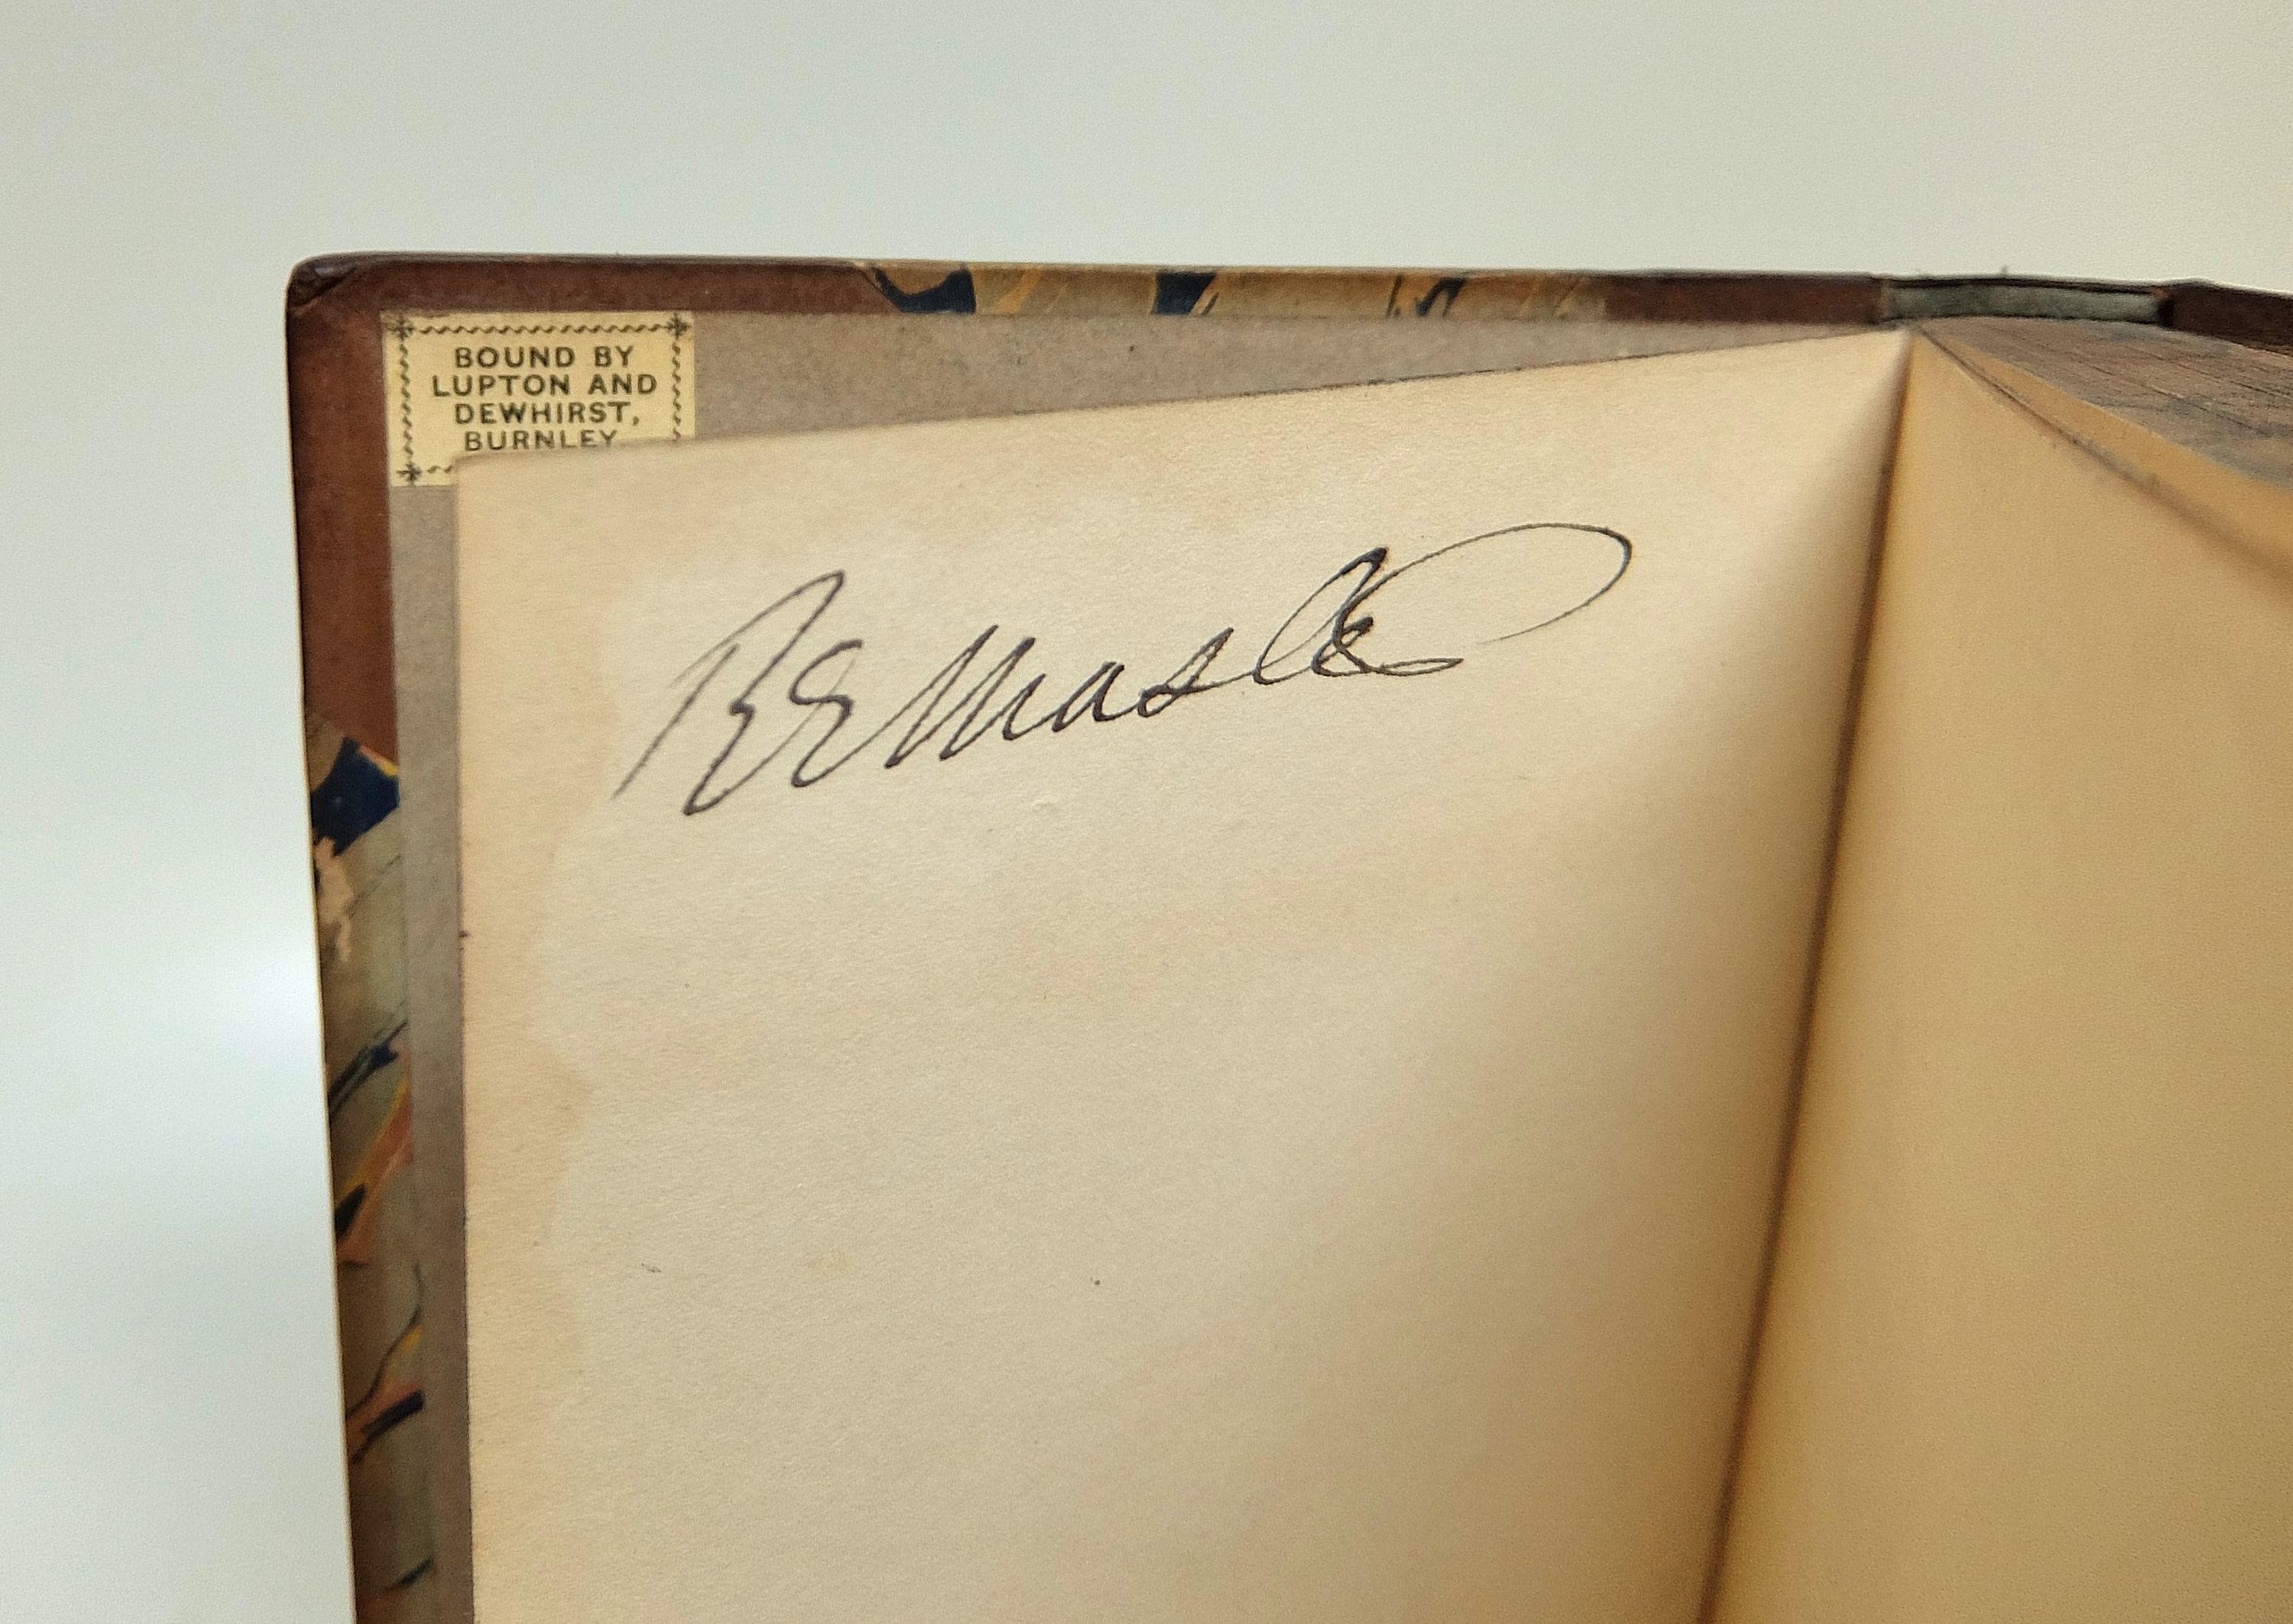 BOUND BY
LUPTON AND
DEWHIRST,
BURNLEY